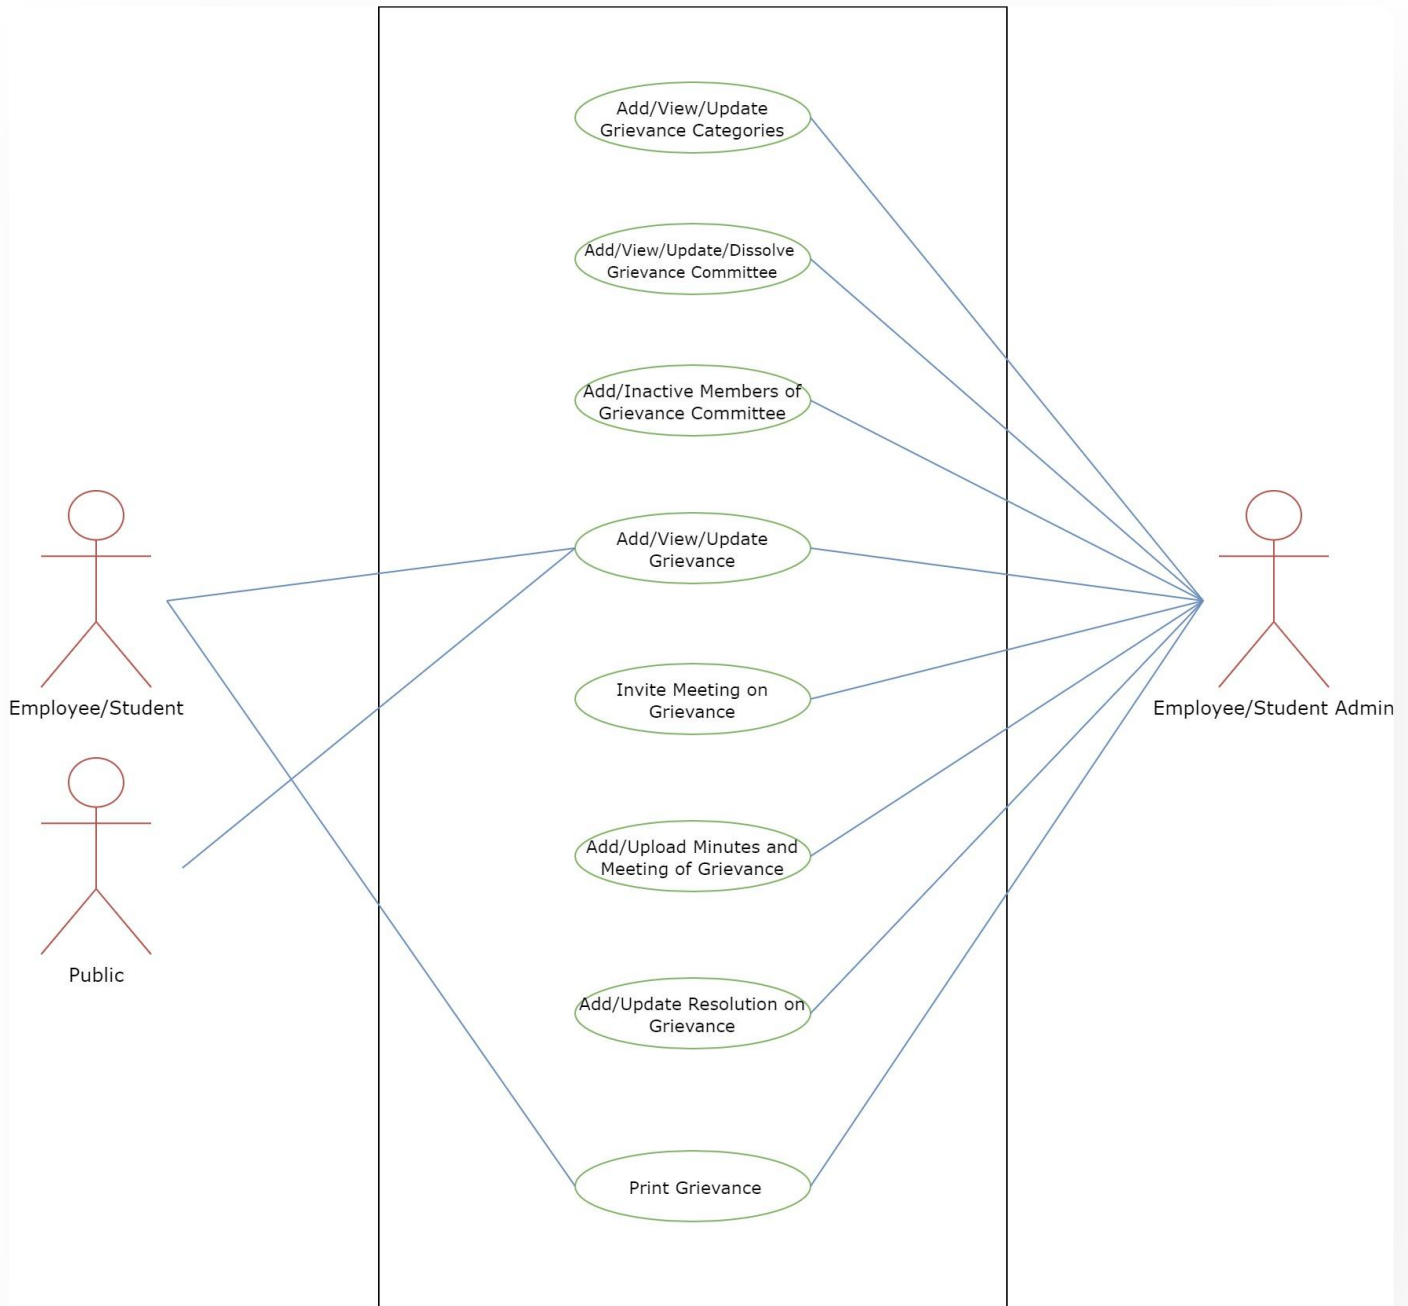 Add/View/Update
Grievance Categories
Add/View/Update/Dissolve
Grievance Committee
Add/Inactive Members of
Grievance Committee
Add/View/Update
Grievance
Invite Meeting on
Grievance
Add/Upload Minutes and
Meeting of Grievance
Add/Update Resolution on
Grievance
Print Grievance
Employee/Student
Public
Employee/Student Admin